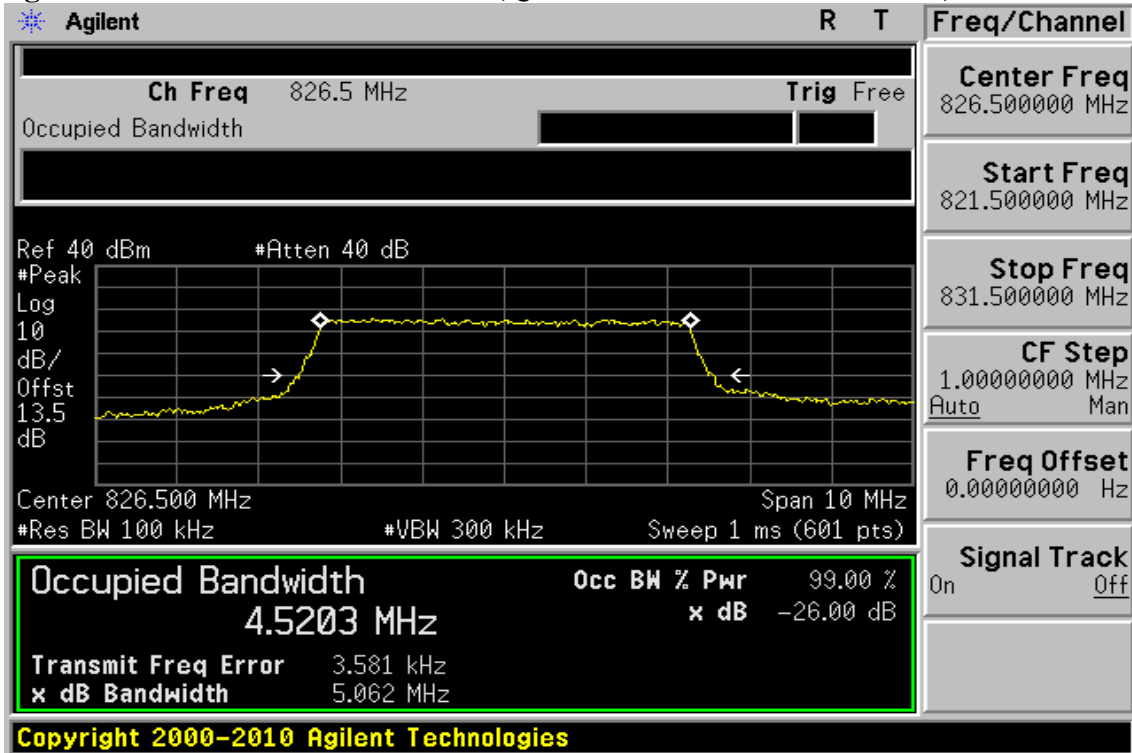 Agilent R T Freq/Channel
Ch Freq 826.5 MHz Trig Free
Occupied Bandwidth
Center Freq
826.500000 MHz
Start Freq
821.500000 MHz
Stop Freq
831.500000 MHz
CF Step
1.00000000 MHz
Auto Man
Freq Offset
0.00000000 Hz
Signal Track
On Off
Ref 40 dBm #Atten 40 dB
#Peak
Log
10
dB/
Offst
13.5
dB
Center 826.500 MHz Span 10 MHz
#Res BW 100 kHz #VBW 300 kHz Sweep 1 ms (601 pts)
Occupied Bandwidth
4.5203 MHz
Occ BW % Pwr 99.00 %
x dB -26.00 dB
Transmit Freq Error 3.581 kHz
x dB Bandwidth 5.062 MHz
Copyright 2000-2010 Agilent Technologies